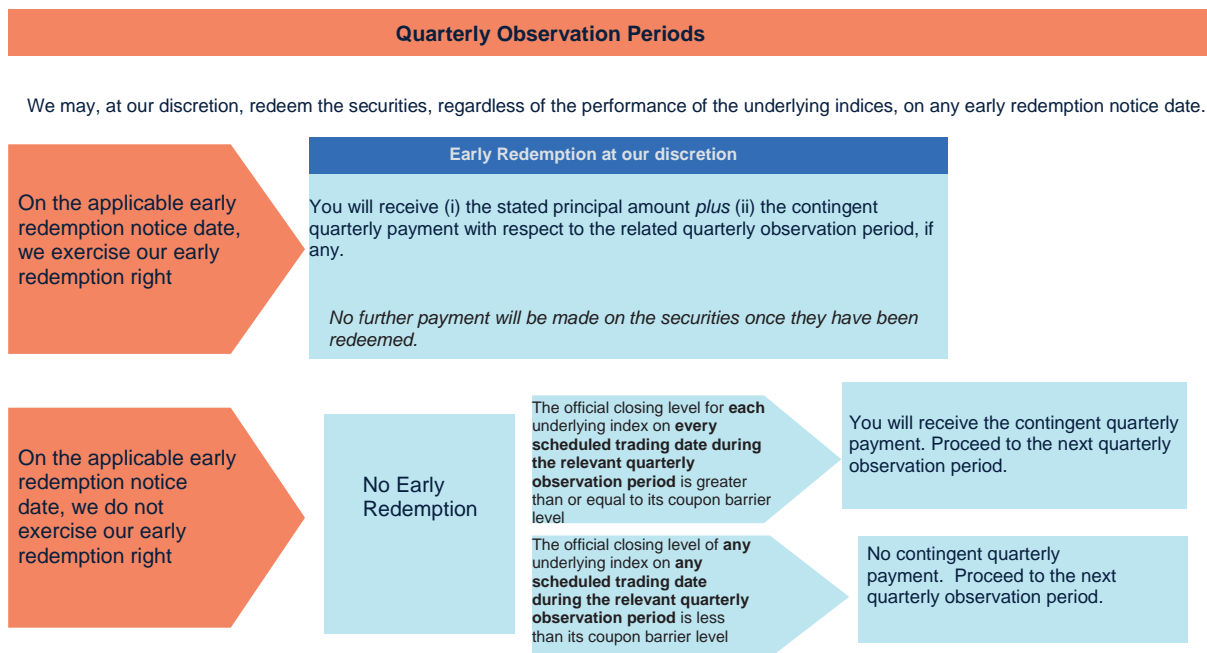 Quarterly Observation Periods
We may, at our discretion, redeem the securities, regardless of the performance of the underlying indices, on any early redemption notice date.
On the applicable early
redemption notice date,
we exercise our early
redemption right
Early Redemption at our discretion
You will receive (i) the stated principal amount plus (ii) the contingent
quarterly payment with respect to the related quarterly observation period, if
any.
No further payment will be made on the securities once they have been
redeemed.
On the applicable early
redemption notice
date, we do not
exercise our early
redemption right
No Early
Redemption
The official closing level for each
underlying index on every
scheduled trading date during
the relevant quarterly
observation period is greater
than or equal to its coupon barrier
level
You will receive the contingent quarterly
payment. Proceed to the next quarterly
observation period.
The official closing level of any
underlying index on any
scheduled trading date
during the relevant quarterly
observation period is less
than its coupon barrier level
No contingent quarterly
payment.  Proceed to the next
quarterly observation period.